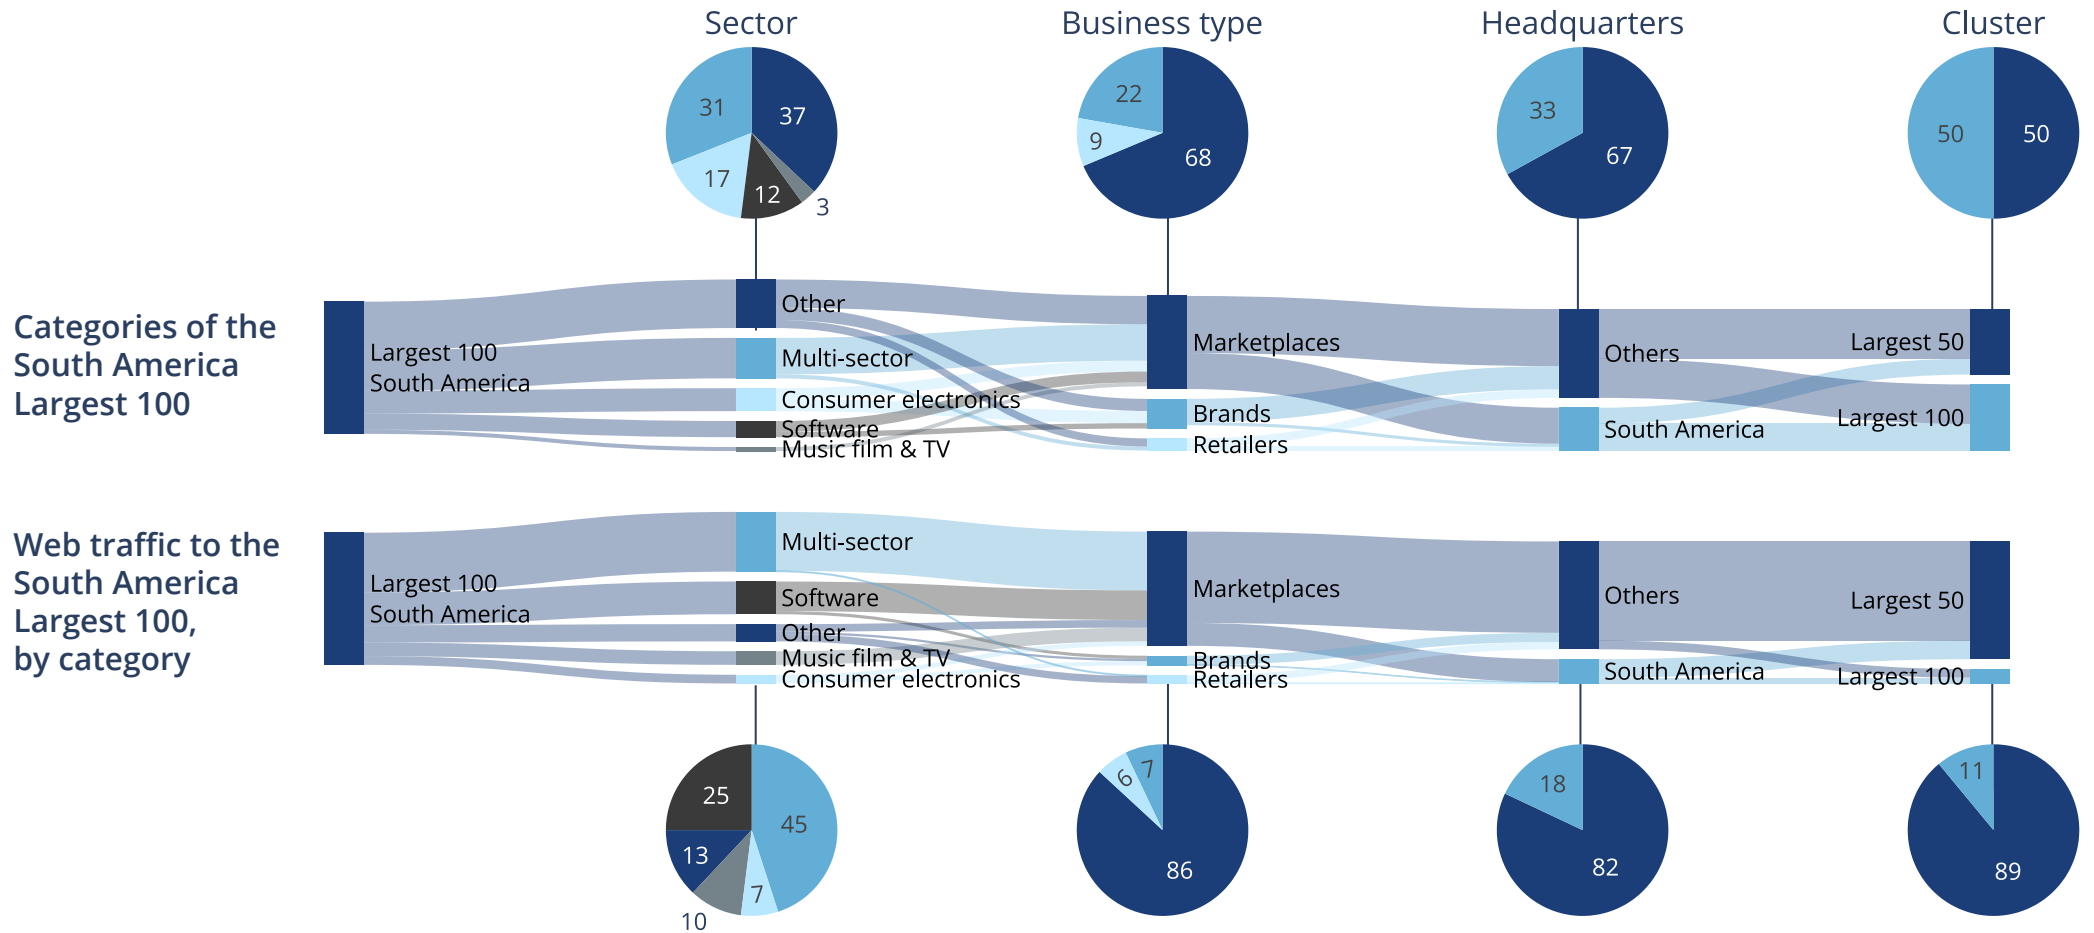 Sector
Business type
Headquarters
Cluster
31
37
17
12
3
22
9
68
33
67
50
50
Categories of the
South America
Largest 100
Largest 100
South America
Other
Multi-sector
Consumer electronics
Software
Music film & TV
Marketplaces
Brands
Retailers
Others
South America
Largest 50
Largest 100
Web traffic to the
South America
Largest 100,
by category
Largest 100
South America
Multi-sector
Software
Other
Music film & TV
Consumer electronics
Marketplaces
Brands
Retailers
Others
South America
Largest 50
Largest 100
25
45
13
7
10
6
7
86
18
82
11
89